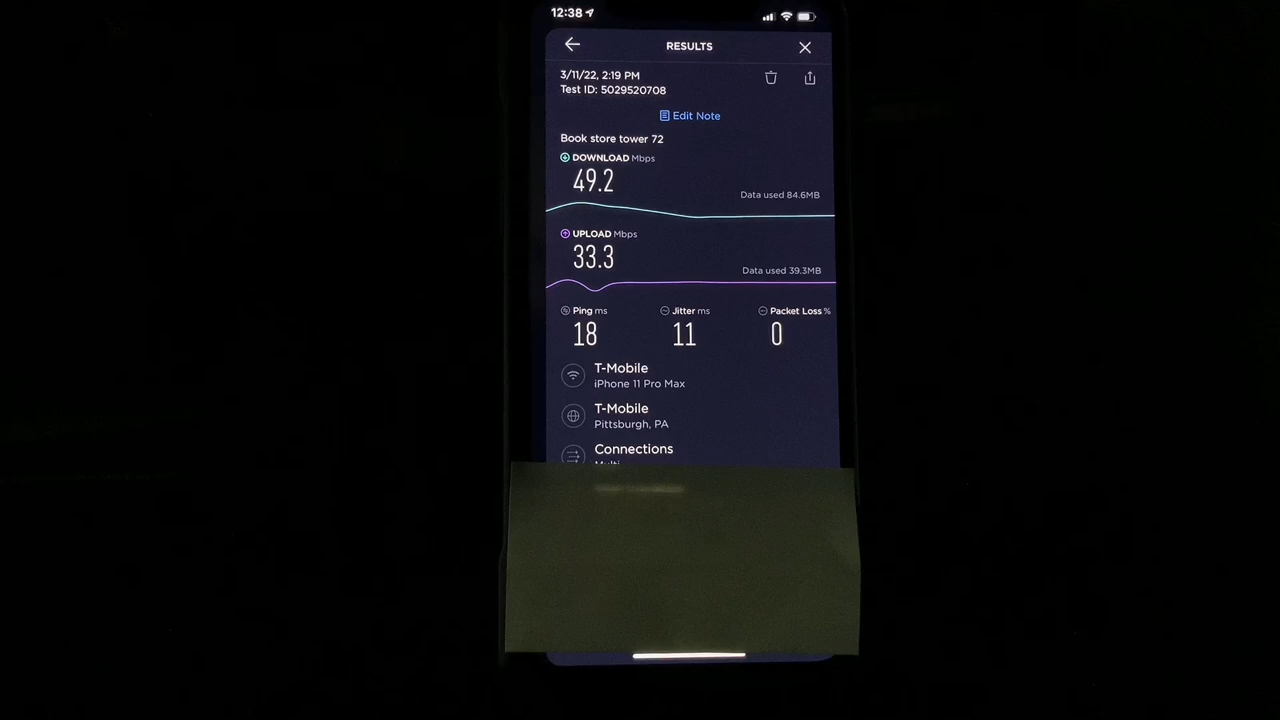 12:38
RESULTS
3/11/22, 2:19 PM
Test ID: 5029520708
Edit Note
Book store tower 72
DOWNLOAD Mbps
49.2
Data used 84.6MB
UPLOAD Mbps
33.3
Data used 39.3MB
Ping ms Jitter ms Packet Loss %
18 11 0
T-Mobile
iPhone 11 Pro Max
T-Mobile
Pittsburgh, PA
Connections